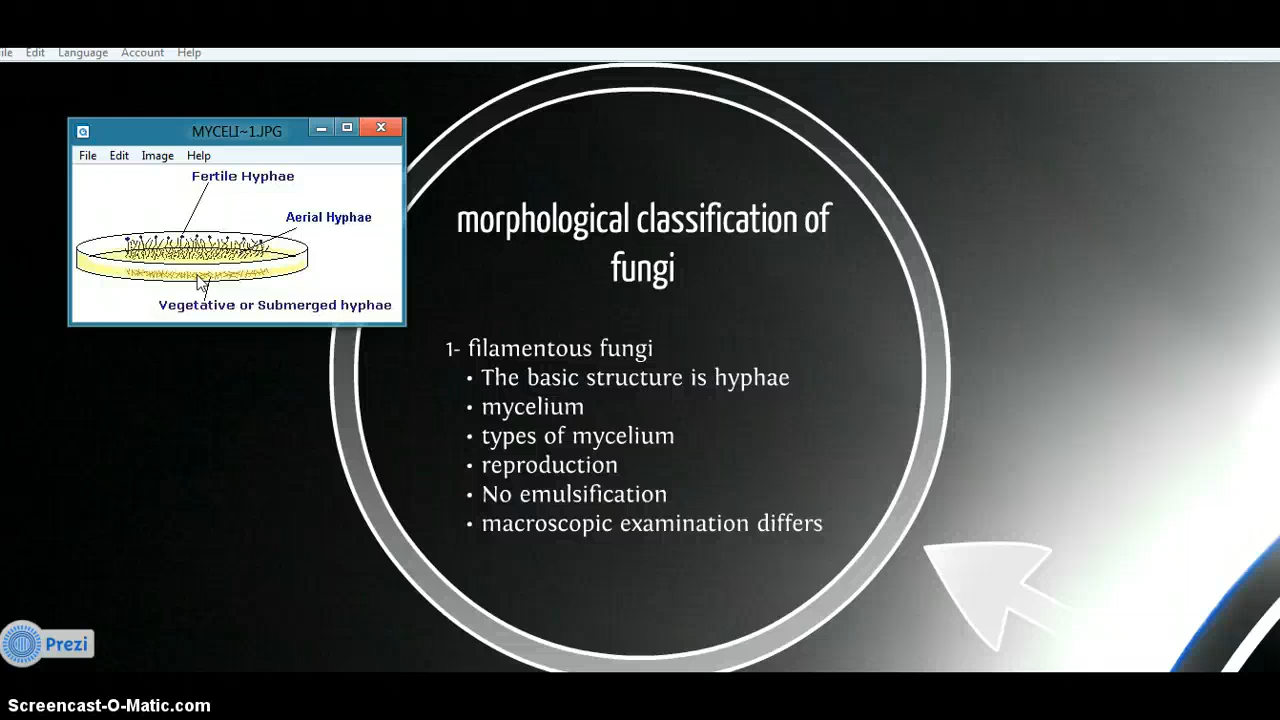 ile Edit Language Account Help
MYCELI~1.JPG
File Edit Image Help
Fertile Hyphae
Aerial Hyphae
Vegetative or Submerged hyphae
morphological classification of
fungi
1- filamentous fungi
• The basic structure is hyphae
• mycelium
• types of mycelium
• reproduction
• No emulsification
• macroscopic examination differs
Prezi
Screencast-O-Matic.com